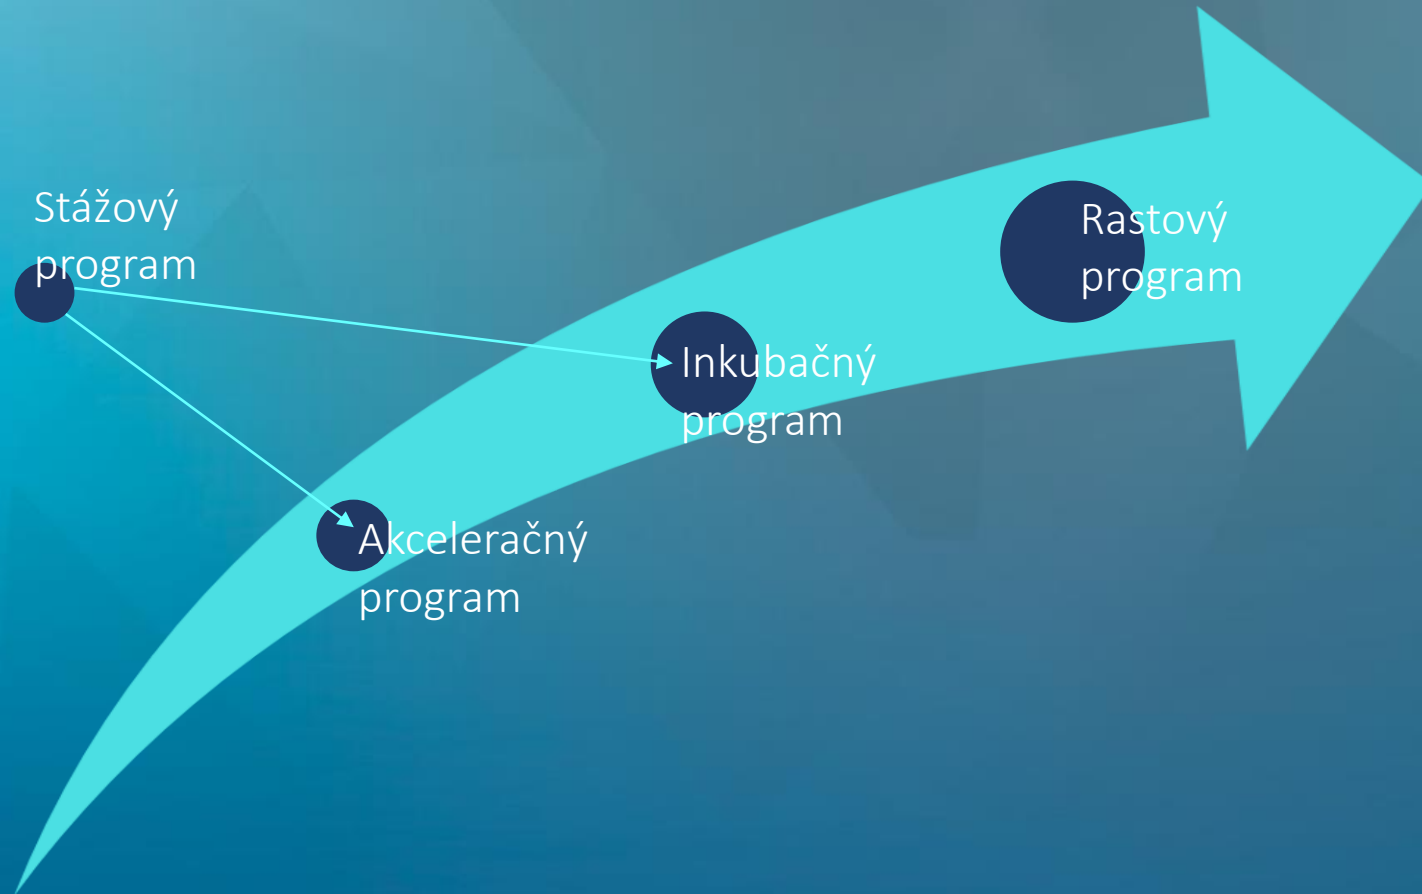 Stážový
program
Rastový
program
Inkubačný
program
Akceleračný
program